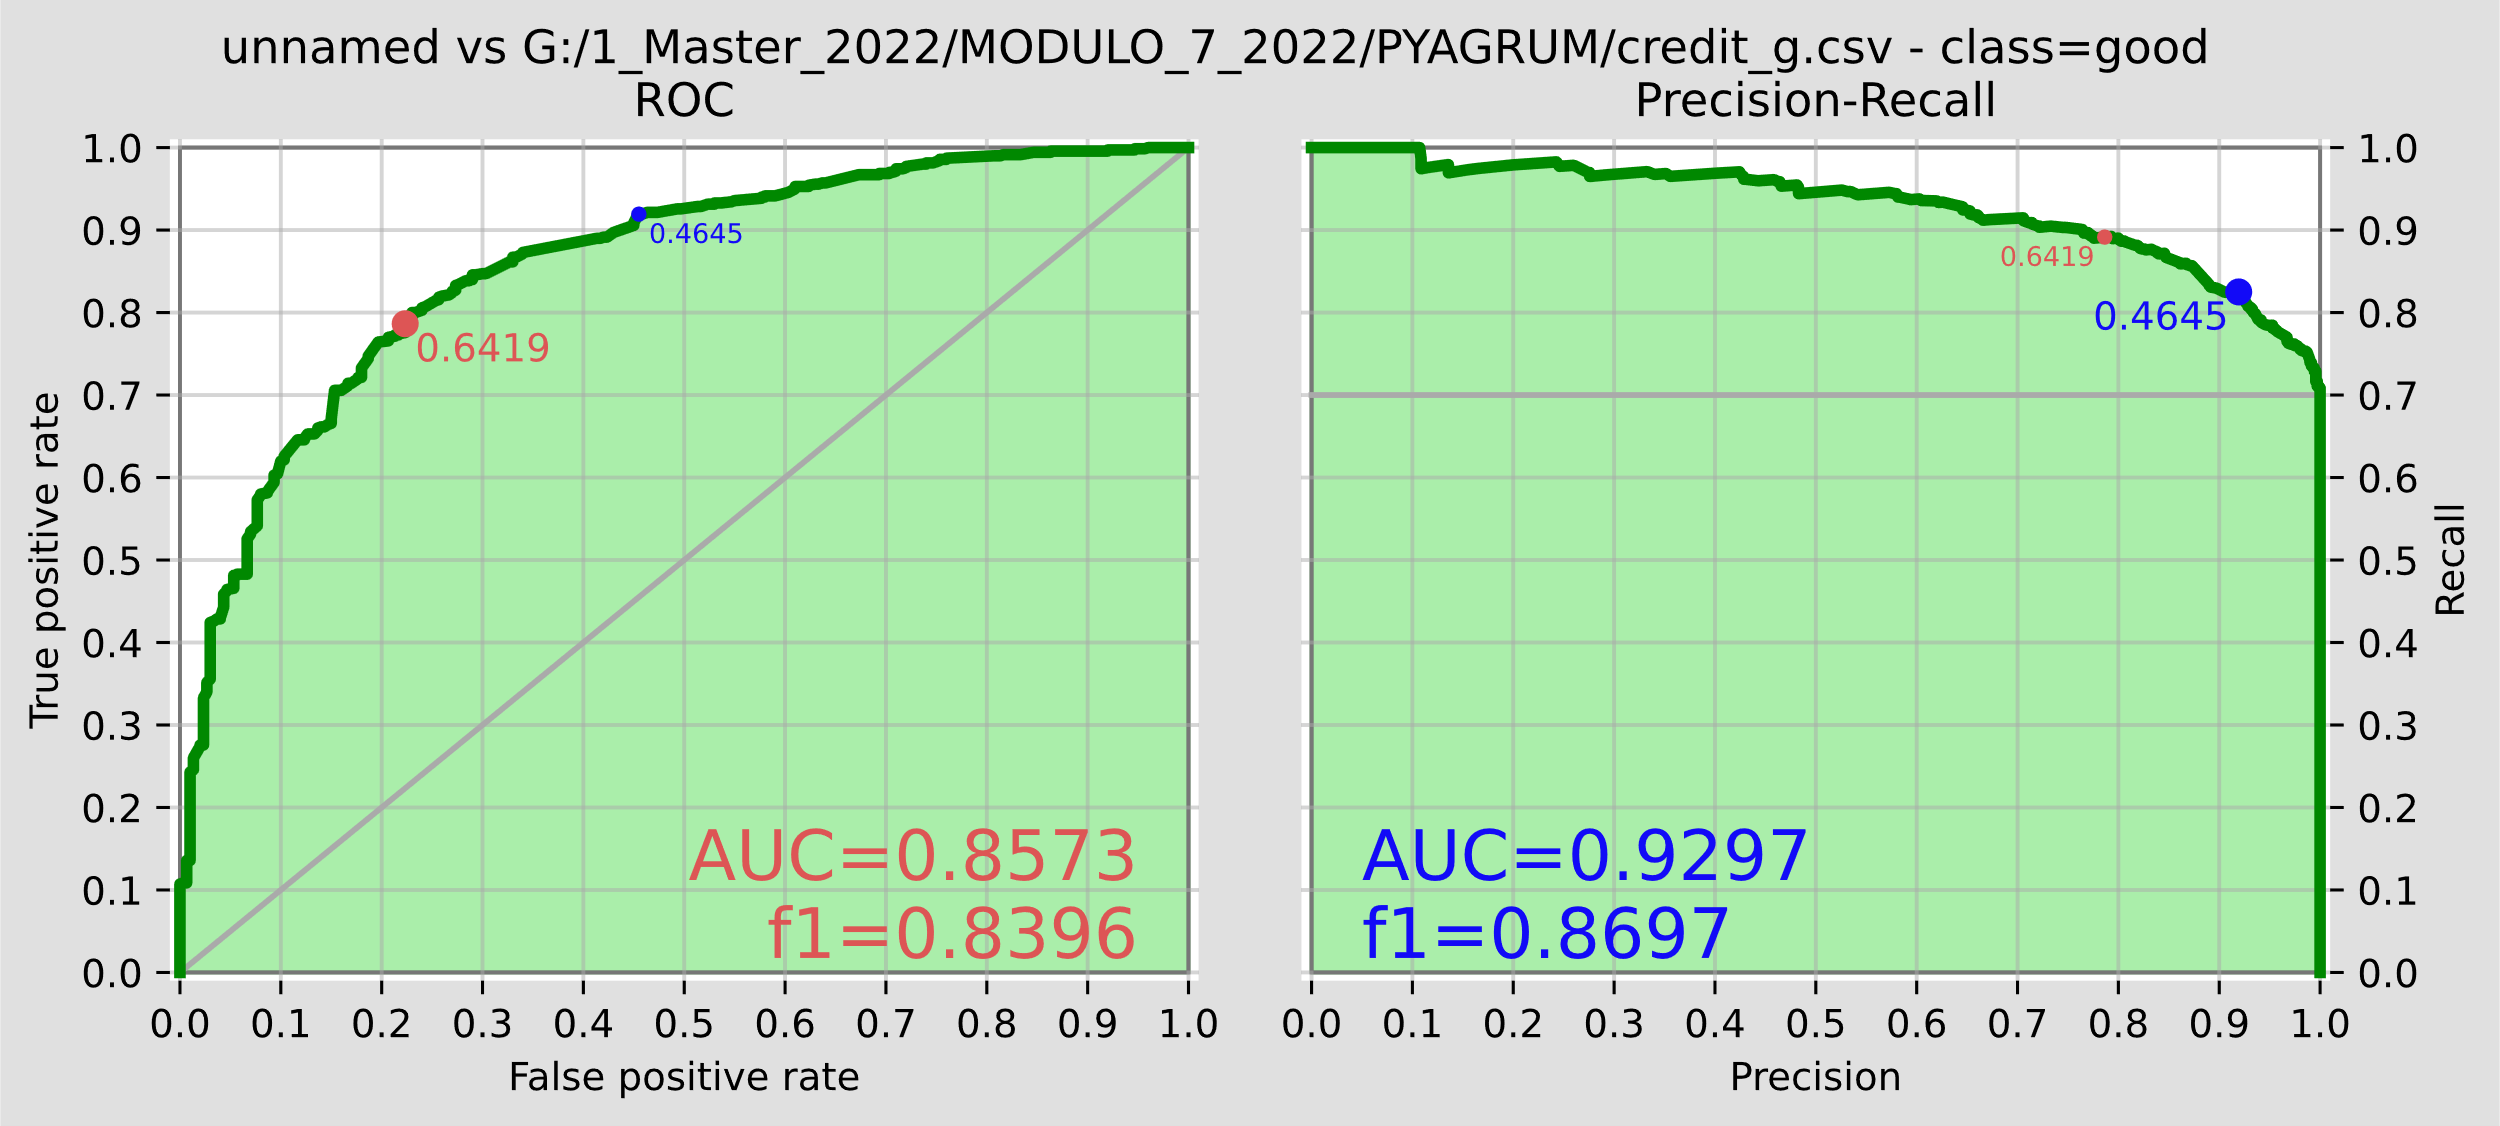 unnamed vs G:/1_Master_2022/MODULO_7_2022/PYAGRUM/credit_g.csv - class=good
ROC
1.0
0.9
0.8
0.7
0.6
0.5
0.4
0.3
0.2
0.1
0.0
True positive rate
0.4645
0.6419
AUC=0.8573
f1=0.8396
0.0 0.1 0.2 0.3 0.4 0.5 0.6 0.7 0.8 0.9 1.0
False positive rate
Precision-Recall
0.6419
0.4645
AUC=0.9297
f1=0.8697
0.0 0.1 0.2 0.3 0.4 0.5 0.6 0.7 0.8 0.9 1.0
Precision
1.0
0.9
0.8
0.7
0.6
0.5
0.4
0.3
0.2
0.1
0.0
Recall